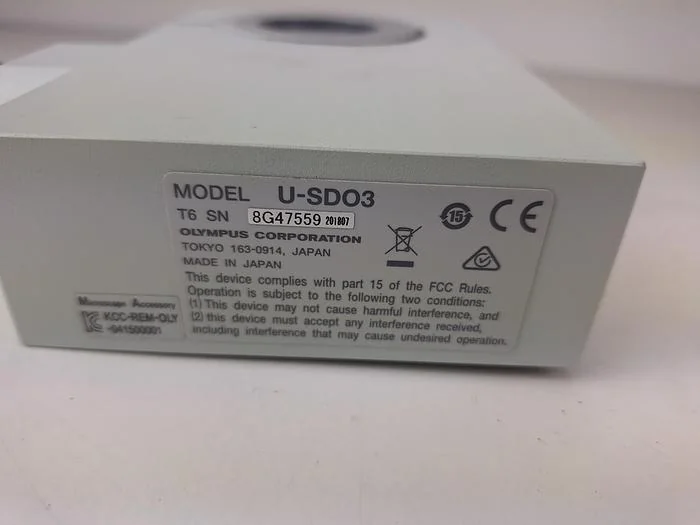 MODEL U-SDO3
T6 SN 8G47559 201807
OLYMPUS CORPORATION
TOKYO 163-0914, JAPAN
MADE IN JAPAN
15
CE
This device complies with part 15 of the FCC Rules.
Operation is subject to the following two conditions:
(1) This device may not cause harmful interference, and
(2) this device must accept any interference received,
including interference that may cause undesired operation.
Microscope Accessory
KCC-REM-OLY
-941500001